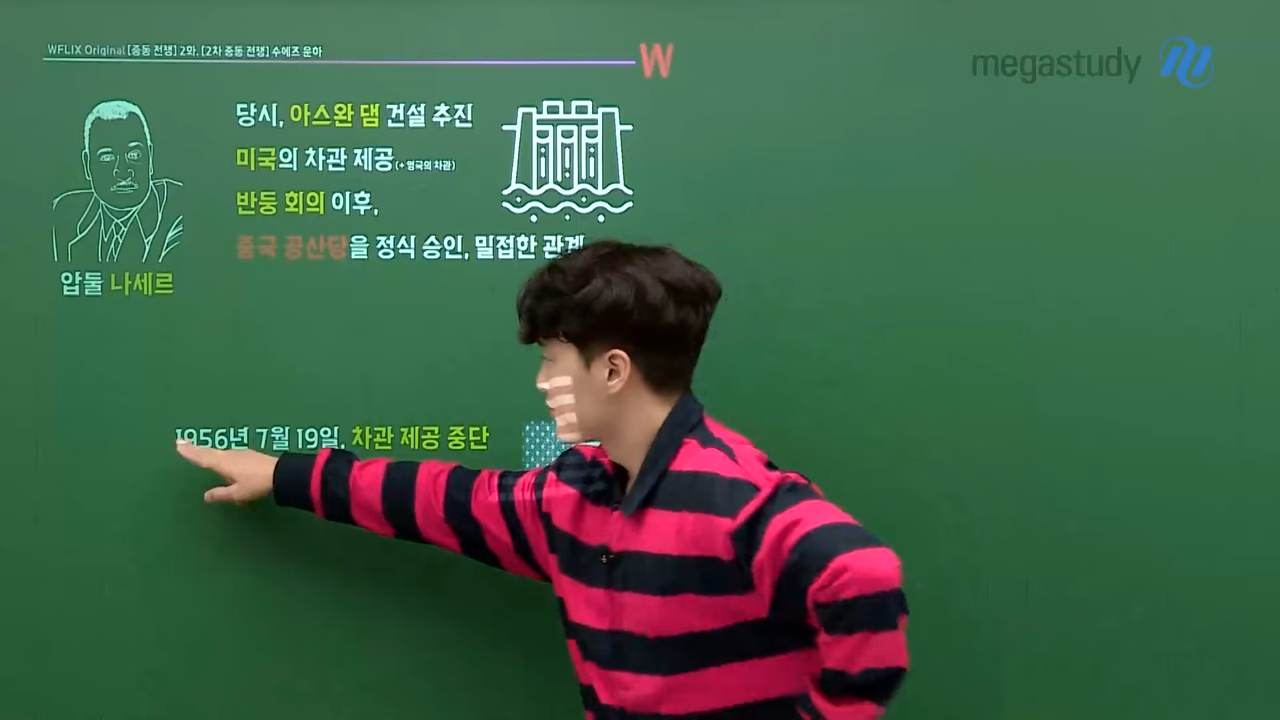 WFLIX Original [중동 전쟁] 2화, [2차 중동 전쟁] 수에즈 운하
W
megastudy
당시, 아스완 댐 건설 추진
미국의 차관 제공(+ 영국의 차관)
반둥 회의 이후,
중국 공산당을 정식 승인, 밀접한 관계
압둘 나세르
1956년 7월 19일, 차관 제공 중단